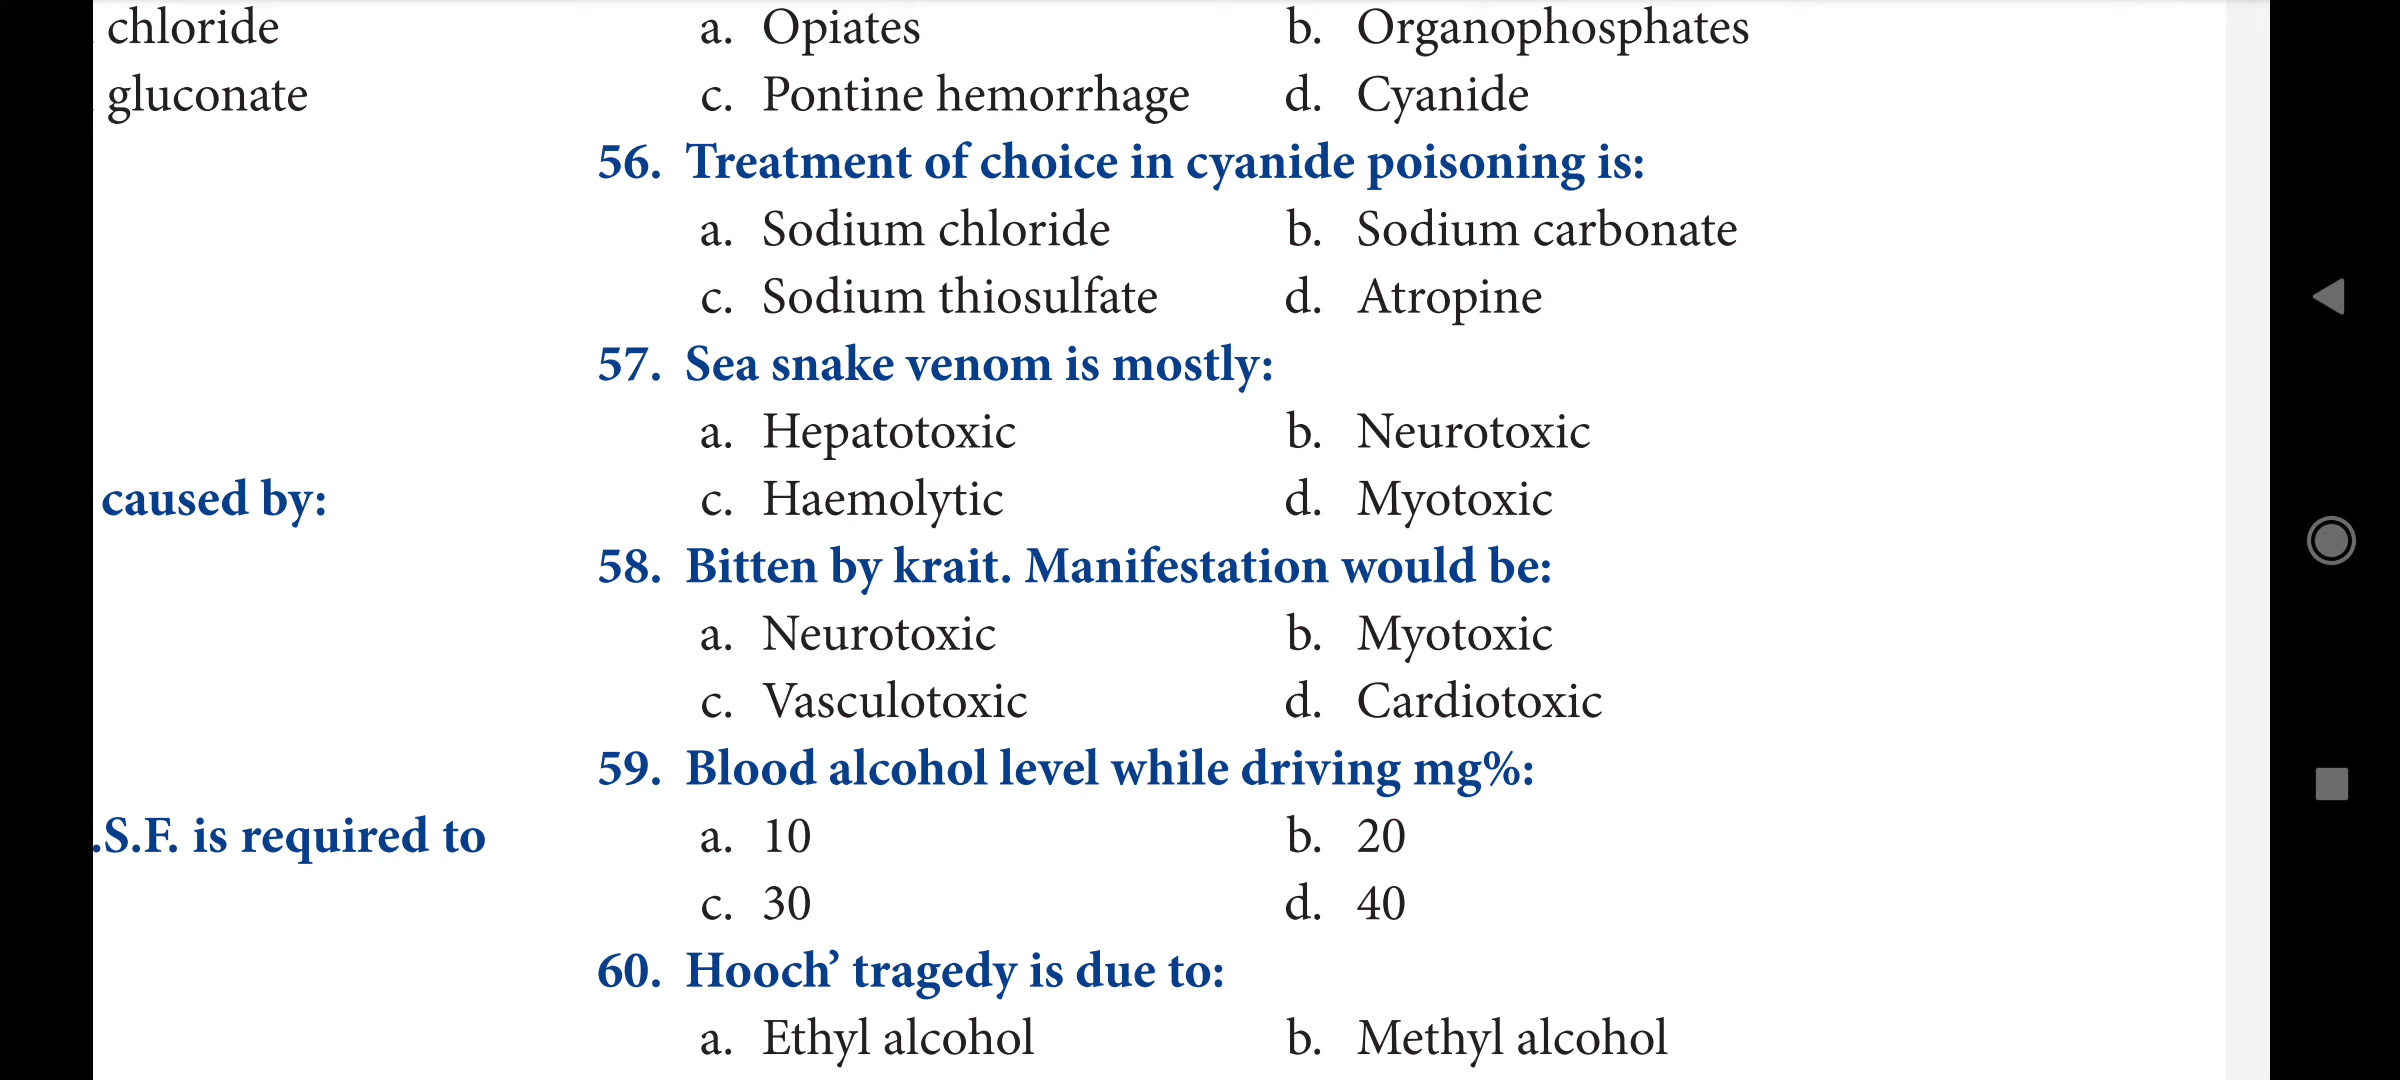 chloride
gluconate
caused by:
.S.F. is required to
a. Opiates b. Organophosphates
c. Pontine hemorrhage d. Cyanide
56. Treatment of choice in cyanide poisoning is:
a. Sodium chloride b. Sodium carbonate
c. Sodium thiosulfate d. Atropine
57. Sea snake venom is mostly:
a. Hepatotoxic b. Neurotoxic
c. Haemolytic d. Myotoxic
58. Bitten by krait. Manifestation would be:
a. Neurotoxic b. Myotoxic
c. Vasculotoxic d. Cardiotoxic
59. Blood alcohol level while driving mg%:
a. 10 b. 20
c. 30 d. 40
60. Hooch’ tragedy is due to:
a. Ethyl alcohol b. Methyl alcohol